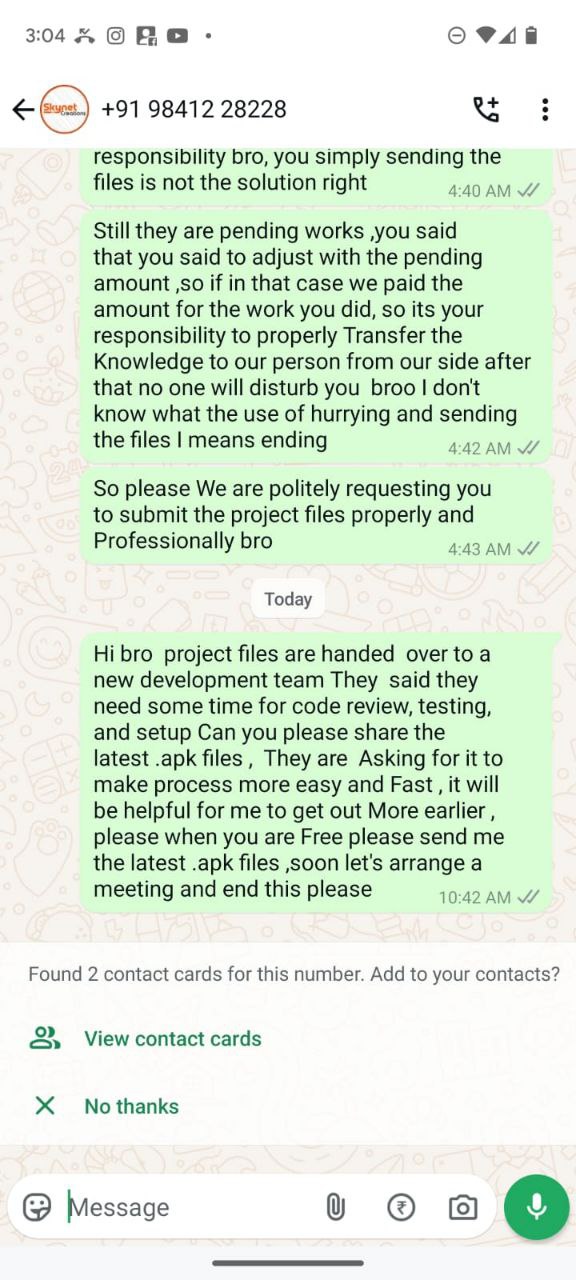 3:04
Skynet
Creations
+91 98412 28228
responsibility bro, you simply sending the
files is not the solution right
4:40 AM
Still they are pending works ,you said
that you said to adjust with the pending
amount ,so if in that case we paid the
amount for the work you did, so its your
responsibility to properly Transfer the
Knowledge to our person from our side after
that no one will disturb you  broo I don't
know what the use of hurrying and sending
the files I means ending
4:42 AM
So please We are politely requesting you
to submit the project files properly and
Professionally bro
4:43 AM
Today
Hi bro  project files are handed  over to a
new development team They  said they
need some time for code review, testing,
and setup Can you please share the
latest .apk files ,  They are  Asking for it to
make process more easy and Fast , it will
be helpful for me to get out More earlier ,
please when you are Free please send me
the latest .apk files ,soon let's arrange a
meeting and end this please
10:42 AM
Found 2 contact cards for this number. Add to your contacts?
View contact cards
No thanks
Message